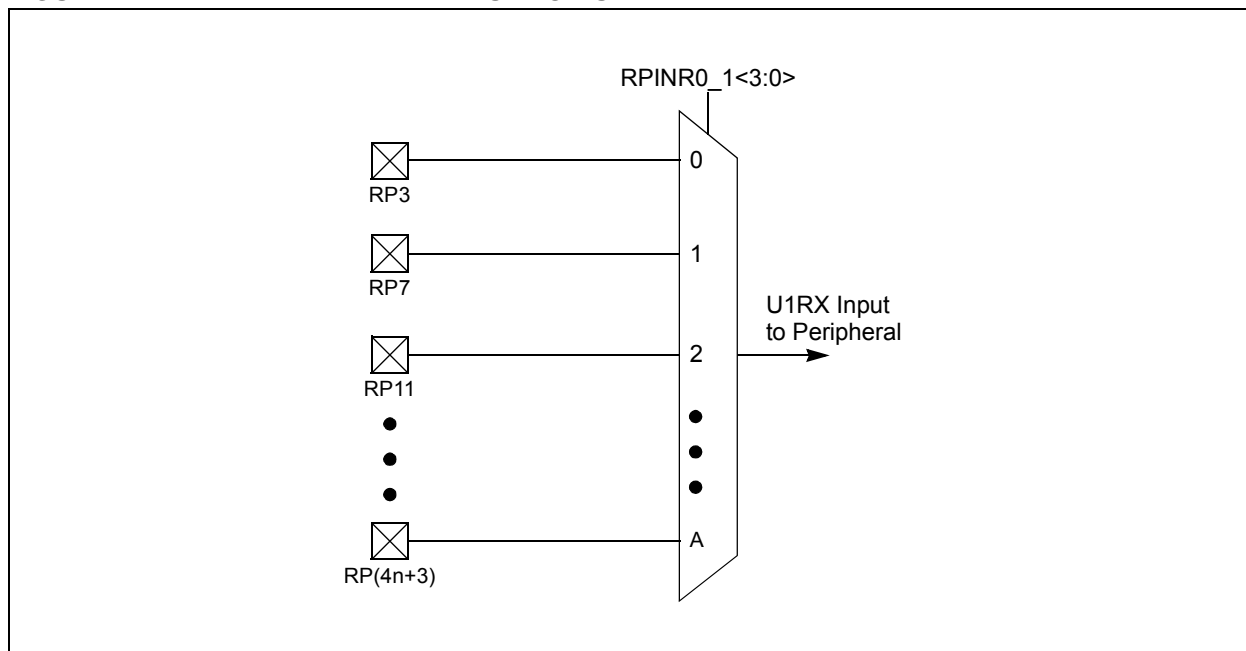 RPINR0_1<3:0>
0
RP3
1
RP7
U1RX Input
to Peripheral
2
RP11
A
RP(4n+3)